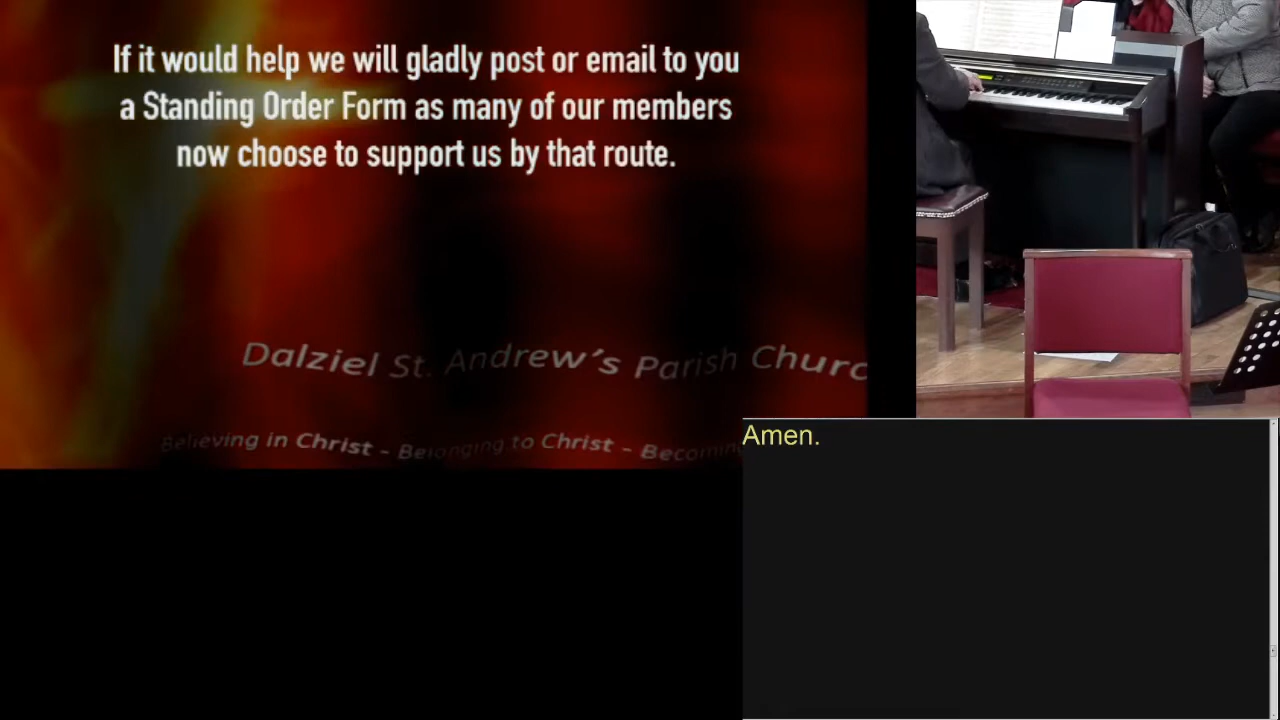 If it would help we will gladly post or email to you
a Standing Order Form as many of our members
now choose to support us by that route.
Dalziel St. Andrew's Parish Churc
Believing in Christ - Belonging to Christ - Becoming
Amen.